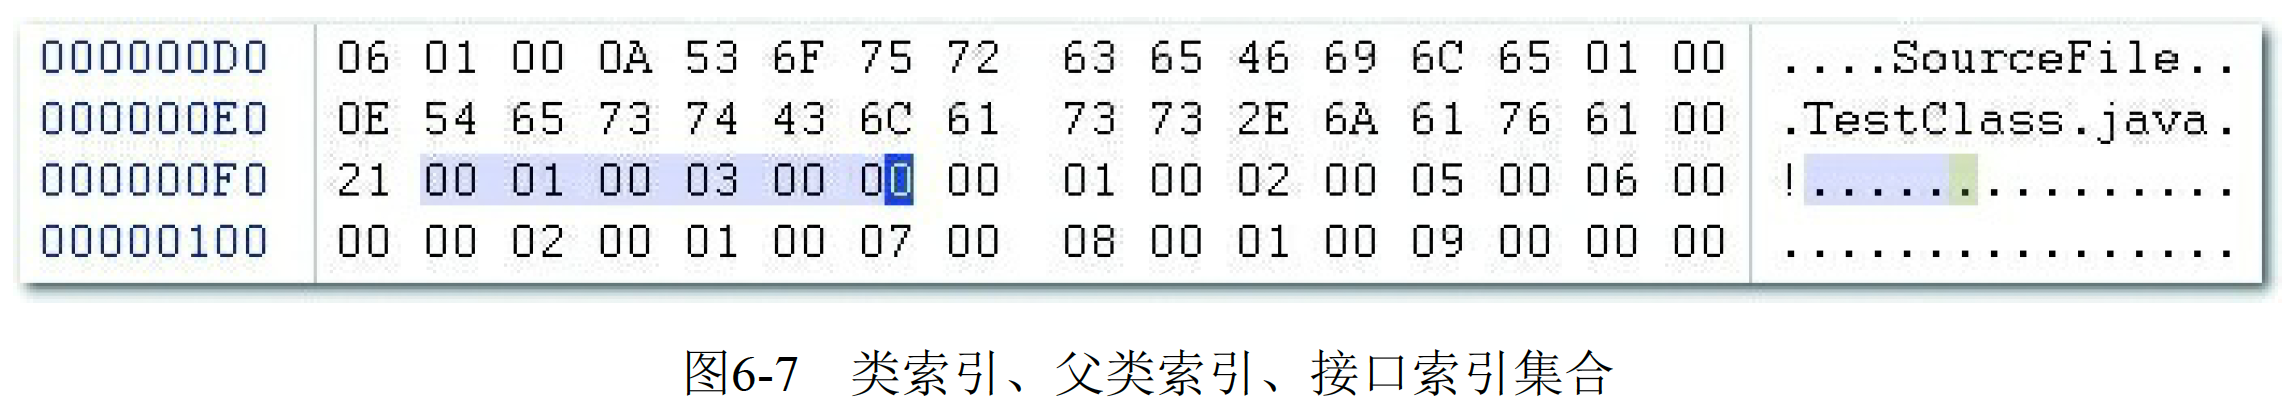 000000D0 06 01 00 0A 53 6F 75 72 63 65 46 69 6C 65 01 00 ....SourceFile..
000000E0 0E 54 65 73 74 43 6C 61 73 73 2E 6A 61 76 61 00 .TestClass.java.
000000F0 21 00 01 00 03 00 00 00 01 00 02 00 05 00 06 00 !...............
00000100 00 00 02 00 01 00 07 00 08 00 01 00 09 00 00 00 ................
图6-7 类索引、父类索引、接口索引集合